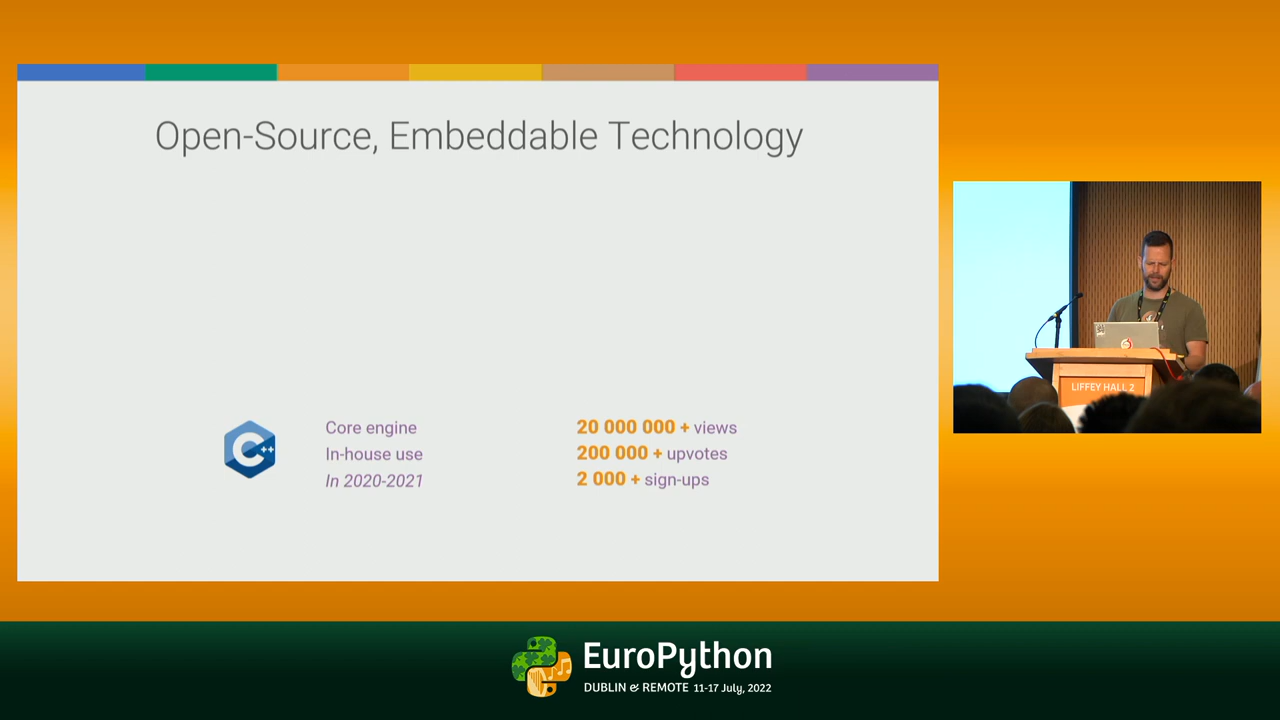 Open-Source, Embeddable Technology
C++
Core engine
In-house use
In 2020-2021
20 000 000 + views
200 000 + upvotes
2 000 + sign-ups
LIFFEY HALL 2
EuroPython
DUBLIN & REMOTE 11-17 July, 2022